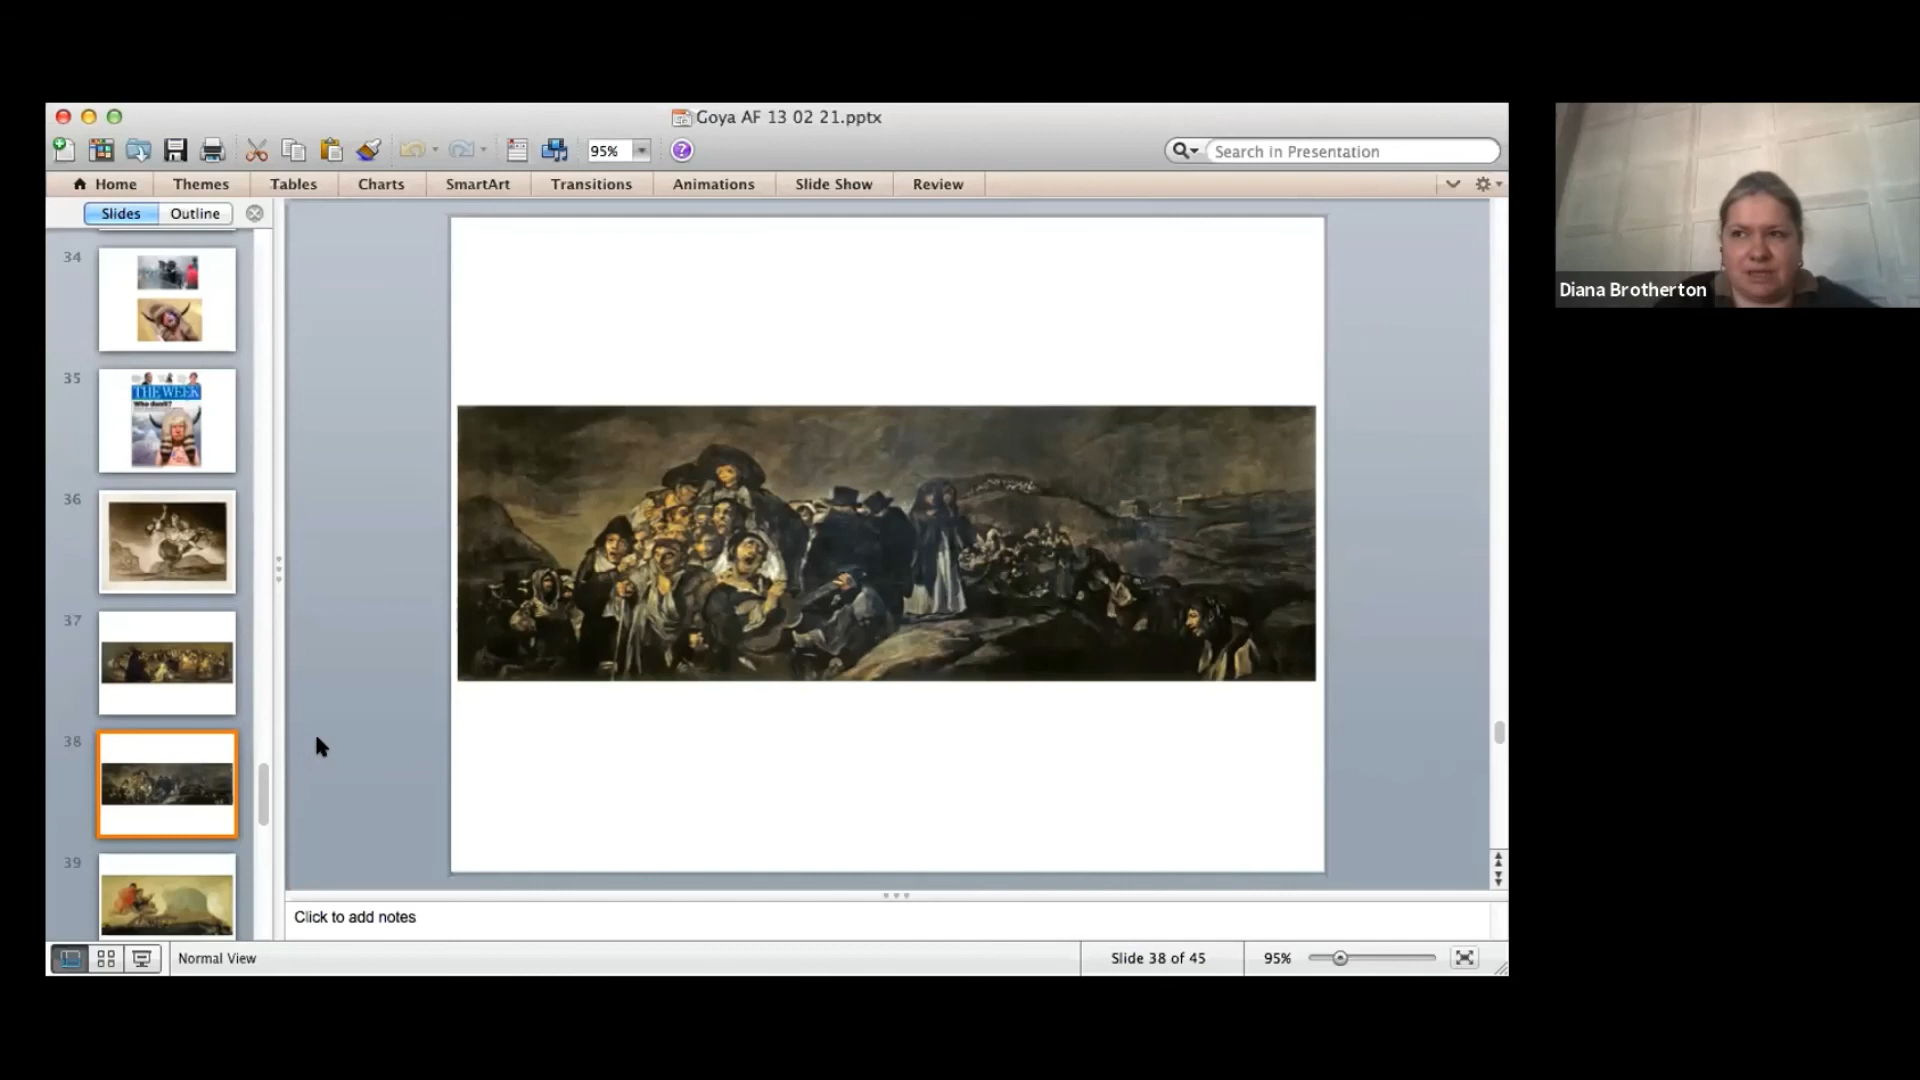 Goya AF 13 02 21.pptx
95%
Search in Presentation
Home Themes Tables Charts SmartArt Transitions Animations Slide Show Review
Slides Outline
34
35
THE WEEK
36
37
38
39
Diana Brotherton
Click to add notes
Normal View
Slide 38 of 45
95%